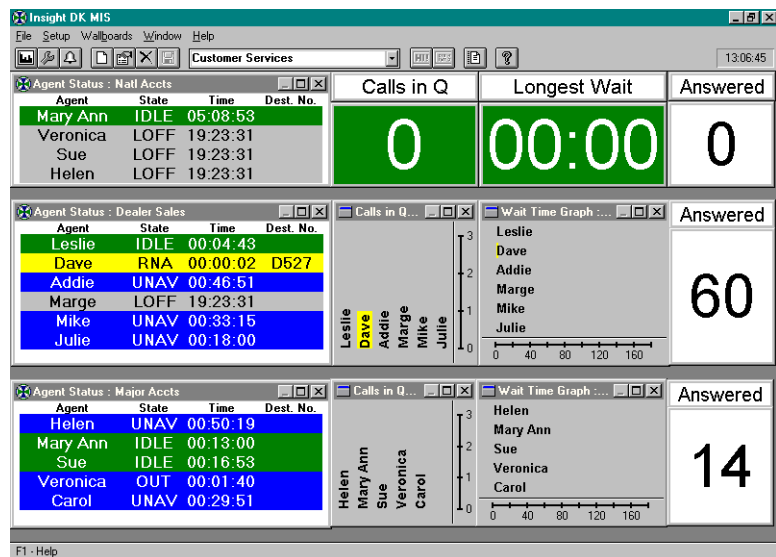 Insight DK MIS
File Setup Wallboards Window Help
Customer Services 13:06:45
Agent Status : Natl Accts
Agent State Time Dest. No.
Mary Ann IDLE 05:08:53
Veronica LOFF 19:23:31
Sue LOFF 19:23:31
Helen LOFF 19:23:31
Calls in Q Longest Wait Answered
0 00:00 0
Agent Status : Dealer Sales
Agent State Time Dest. No.
Leslie IDLE 00:04:43
Dave RNA 00:00:02 D527
Addie UNAV 00:46:51
Marge LOFF 19:23:31
Mike UNAV 00:33:15
Julie UNAV 00:18:00
Calls in Q...
3
2
1
0
Leslie
Dave
Addie
Marge
Mike
Julie
Wait Time Graph :...
Leslie
Dave
Addie
Marge
Mike
Julie
0 40 80 120 160
Answered
60
Agent Status : Major Accts
Agent State Time Dest. No.
Helen UNAV 00:50:19
Mary Ann IDLE 00:13:00
Sue IDLE 00:16:53
Veronica OUT 00:01:40
Carol UNAV 00:29:51
Calls in Q...
3
2
1
0
Helen
Mary Ann
Sue
Veronica
Carol
Wait Time Graph :...
Helen
Mary Ann
Sue
Veronica
Carol
0 40 80 120 160
Answered
14
F1 - Help